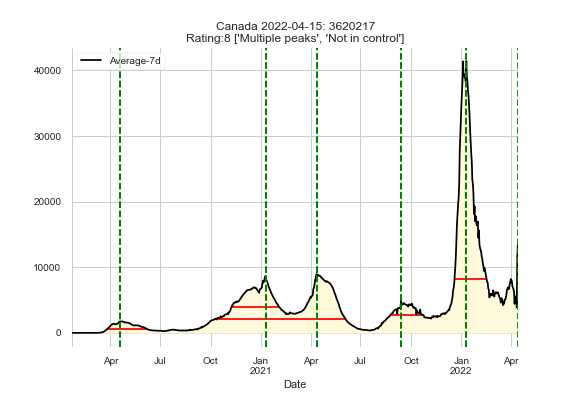 Canada 2022-04-15: 3620217
Rating:8 ['Multiple peaks', 'Not in control']
Average-7d
40000
30000
20000
10000
0
Apr Jul Oct Jan Apr Jul Oct Jan Apr
2021 2022
Date